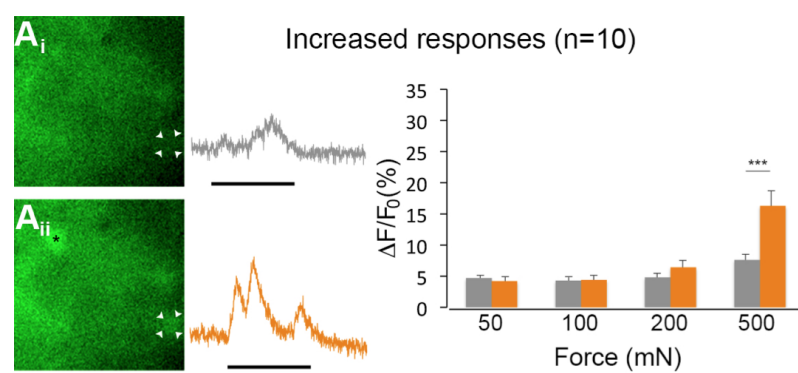 Ai
Increased responses (n=10)
Aii
*
ΔF/F0(%)
35
30
25
20
15
10
5
0
***
50 100 200 500
Force (mN)